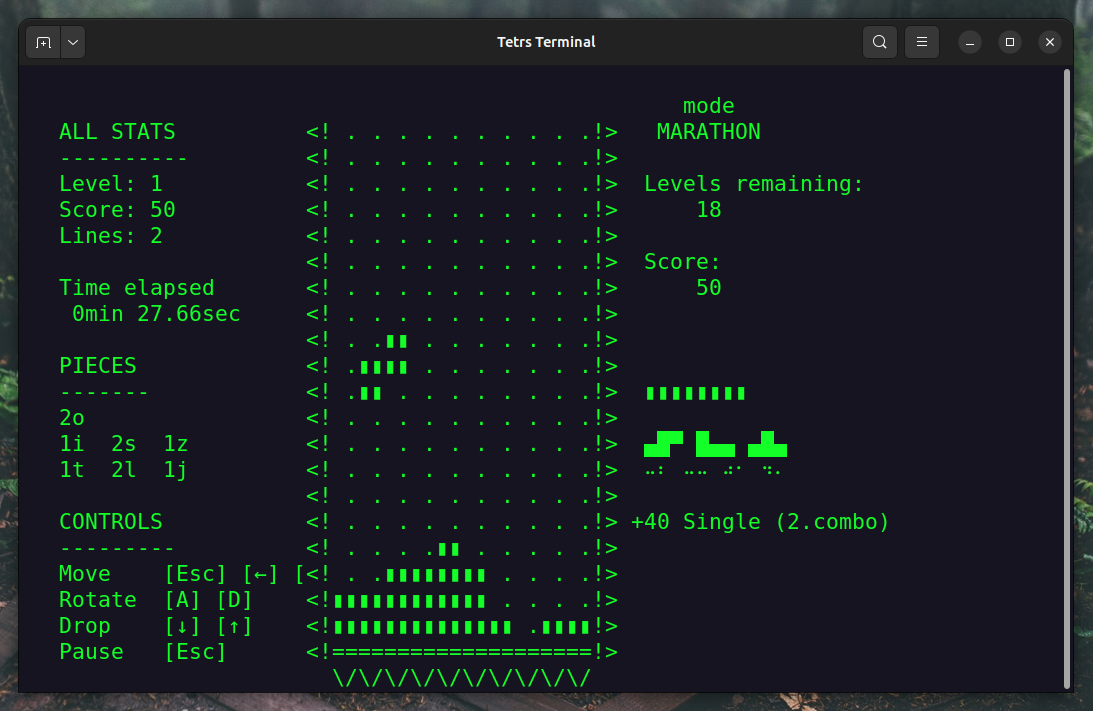 Tetrs Terminal
mode
ALL STATS <! . . . . . . . . . .!> MARATHON
---------- <! . . . . . . . . . .!>
Level: 1 <! . . . . . . . . . .!> Levels remaining:
Score: 50 <! . . . . . . . . . .!> 18
Lines: 2 <! . . . . . . . . . .!>
<! . . . . . . . . . .!> Score:
Time elapsed <! . . . . . . . . . .!> 50
0min 27.66sec <! . . . . . . . . . .!>
<! . .▮▮ . . . . . . .!>
PIECES <! .▮▮▮▮ . . . . . . .!>
------- <! .▮▮ . . . . . . . .!> ▮▮▮▮▮▮▮▮
2o <! . . . . . . . . . .!>
1i 2s 1z <! . . . . . . . . . .!> ▄█▀ █▄▄ ▄█▄
1t 2l 1j <! . . . . . . . . . .!>
<! . . . . . . . . . .!>
CONTROLS <! . . . . . . . . . .!> +40 Single (2.combo)
--------- <! . . . .▮▮ . . . . .!>
Move [Esc] [←] [<! . .▮▮▮▮▮▮▮▮ . . . .!>
Rotate [A] [D] <!▮▮▮▮▮▮▮▮▮▮▮▮ . . . .!>
Drop [↓] [↑] <!▮▮▮▮▮▮▮▮▮▮▮▮▮▮ .▮▮▮▮!>
Pause [Esc] <!====================!>
\/\/\/\/\/\/\/\/\/\/